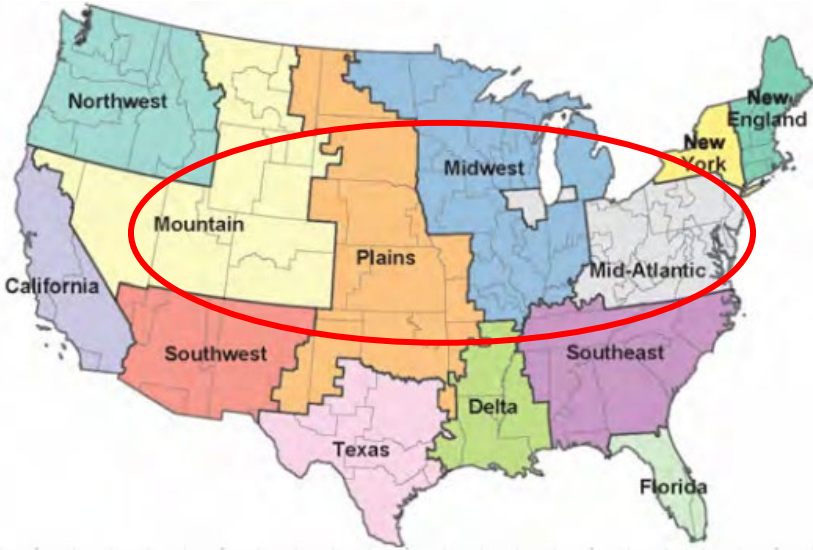 Northwest
New
England
New
York
Midwest
Mountain
Plains
Mid-Atlantic
California
Southwest
Southeast
Delta
Texas
Florida